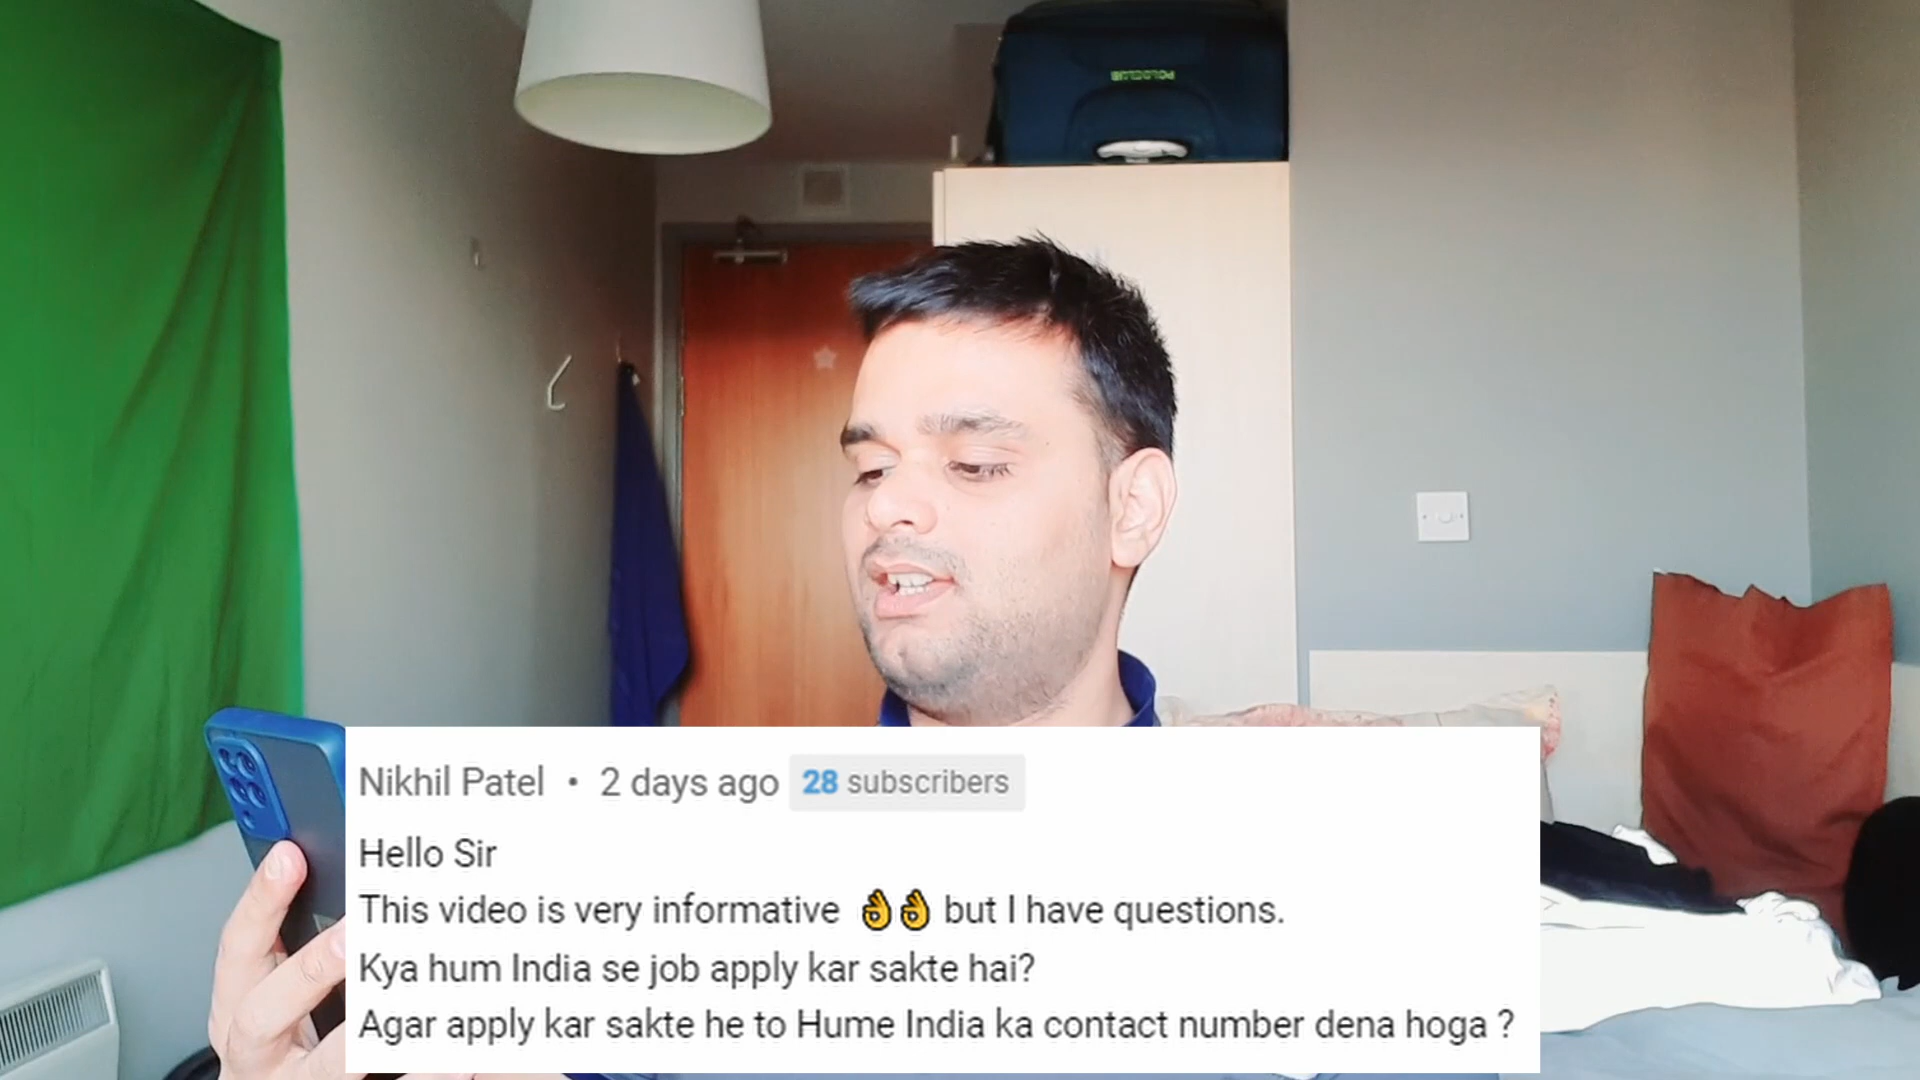 POLOCLUB
Nikhil Patel • 2 days ago 28 subscribers
Hello Sir
This video is very informative 👌👌 but I have questions.
Kya hum India se job apply kar sakte hai?
Agar apply kar sakte he to Hume India ka contact number dena hoga ?